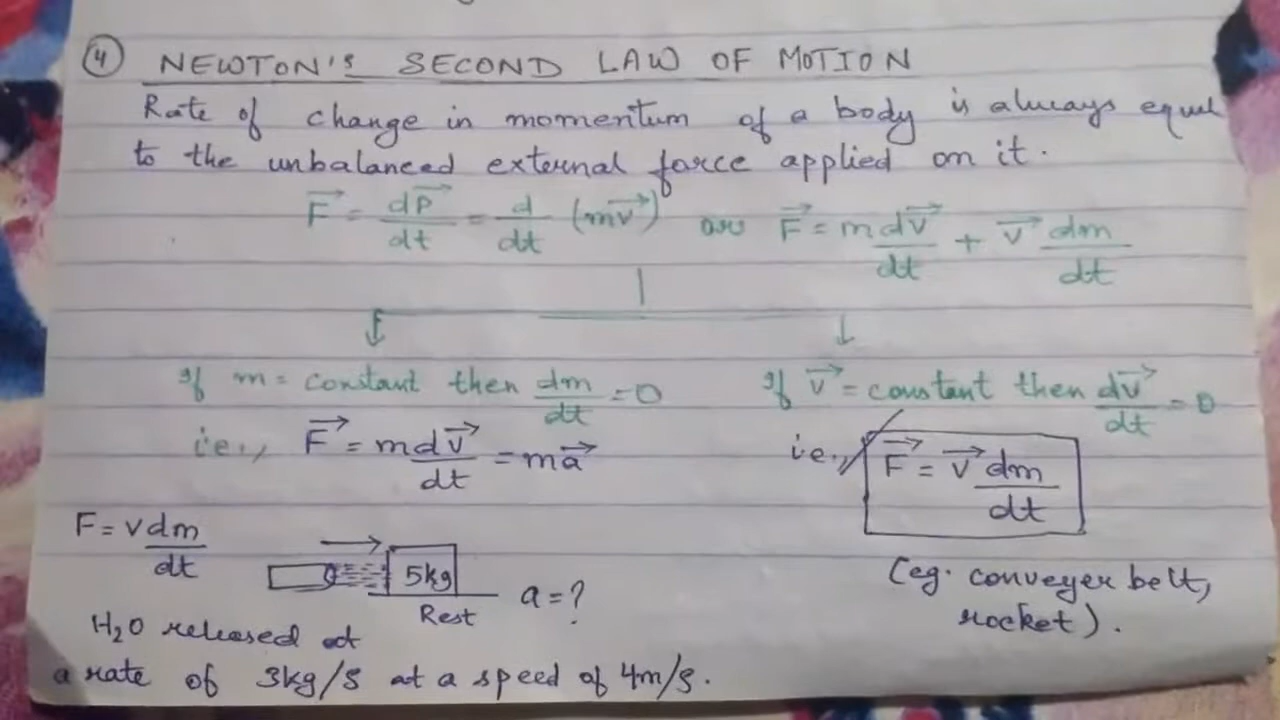 4 NEWTON'S SECOND LAW OF MOTION
Rate of change in momentum of a body is always equal
to the unbalanced external force applied on it.
F⃗ = dP⃗/dt = d/dt (mv⃗) or F⃗ = m dv⃗/dt + v⃗ dm/dt
If m = constant then dm/dt = 0
i.e., F⃗ = m dv⃗/dt = ma⃗
If v⃗ = constant then dv⃗/dt = 0
i.e., F⃗ = v⃗ dm/dt
(eg. conveyer belt,
rocket).
F = v dm/dt
5kg
Rest
a = ?
H₂O released at
a rate of 3kg/s at a speed of 4m/s.